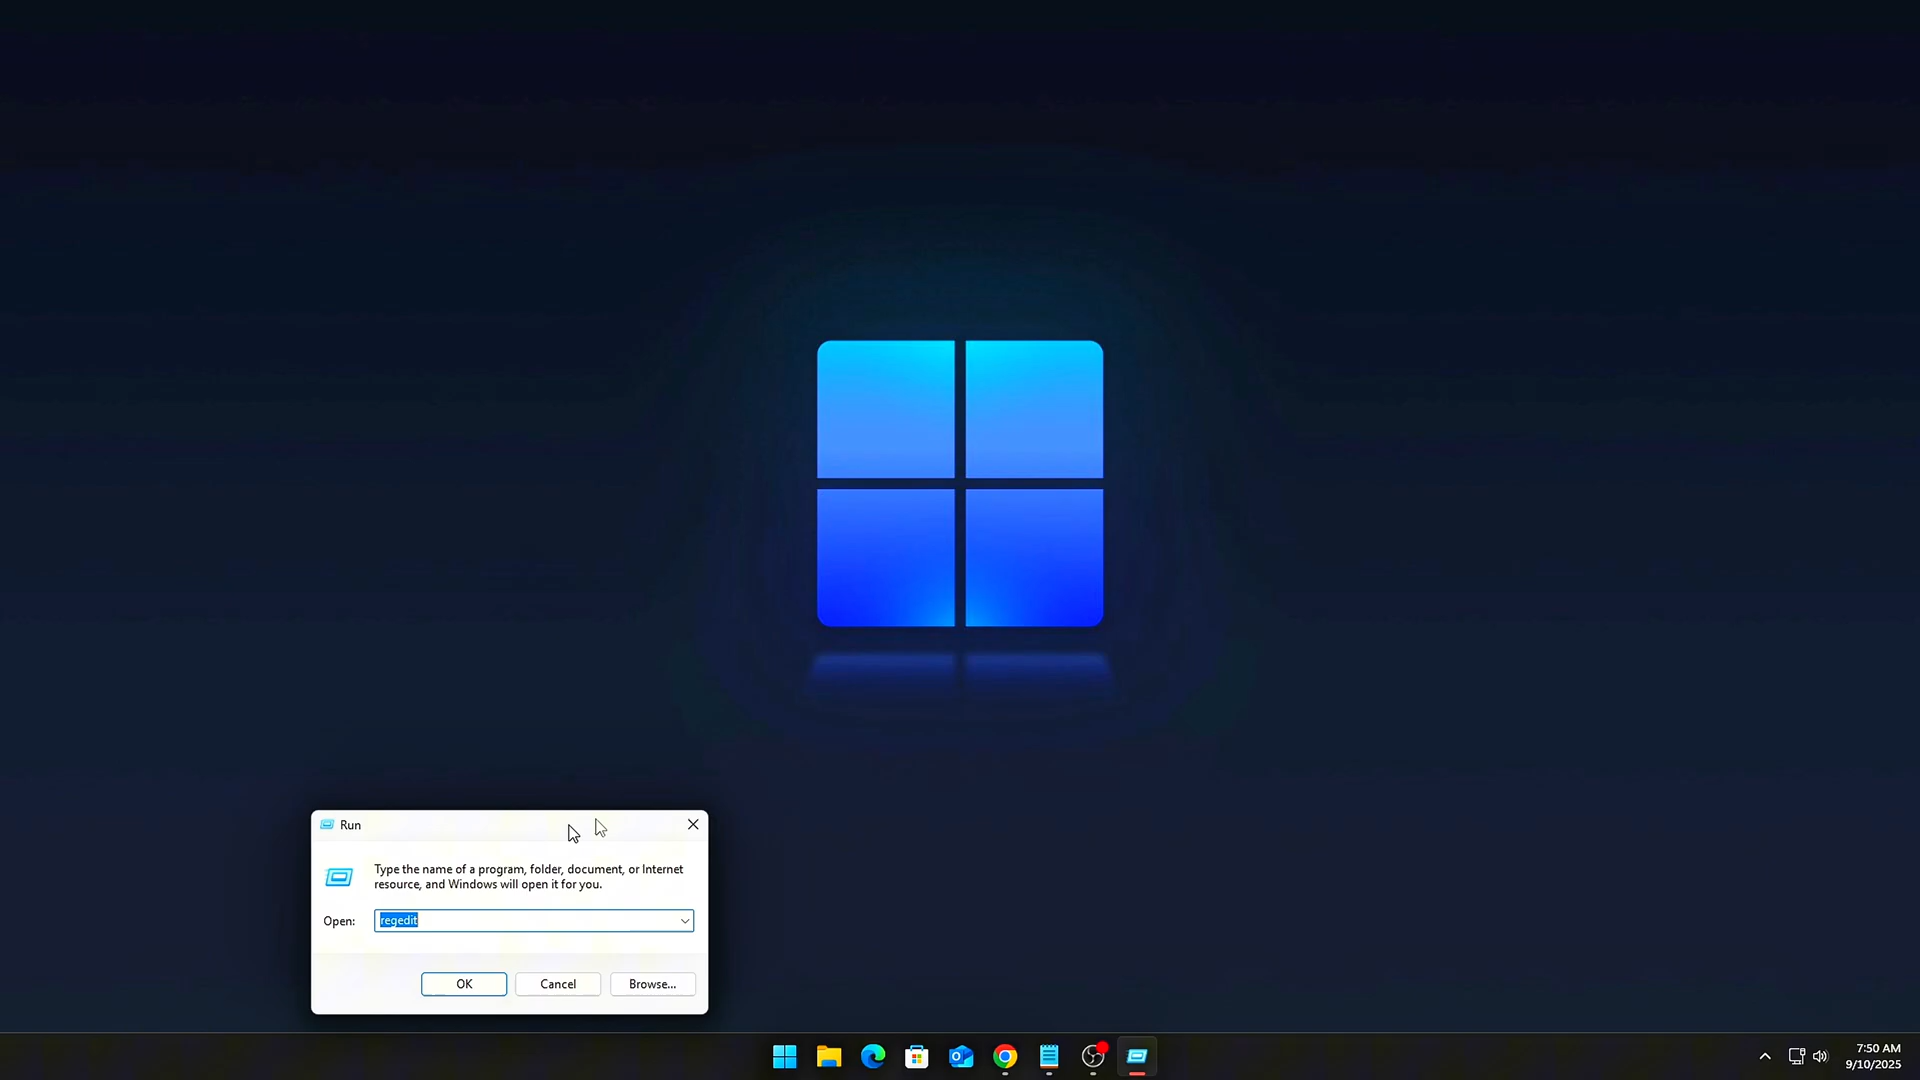 Run
Type the name of a program, folder, document, or Internet
resource, and Windows will open it for you.
Open:
regedit
OK
Cancel
Browse...
7:50 AM
9/10/2025